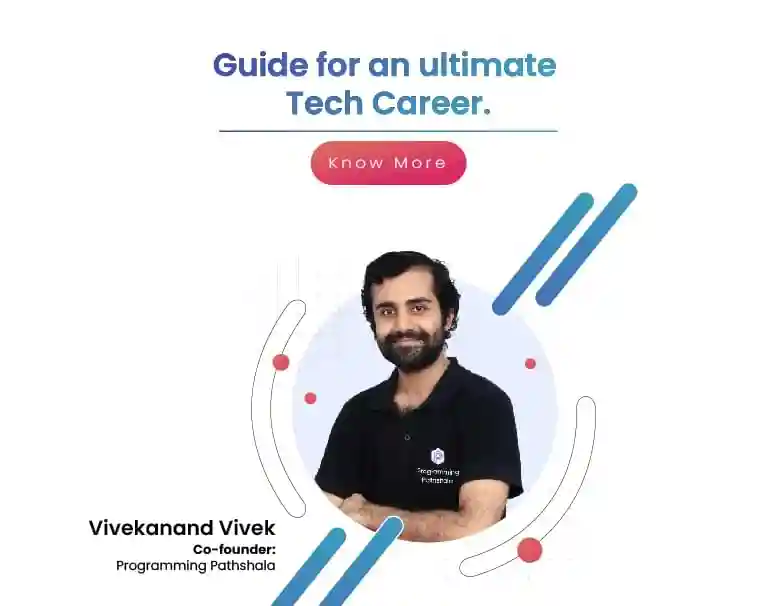 Guide for an ultimate
Tech Career.
Know More
Programming
Pathshala
Vivekanand Vivek
Co-founder:
Programming Pathshala